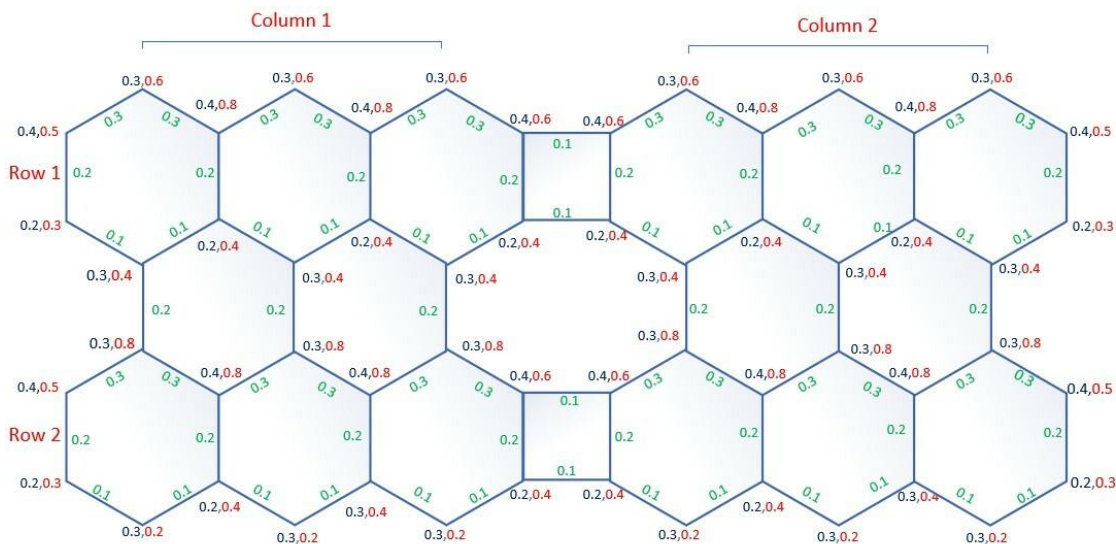 Column 1 Column 2
0.3,0.6 0.3,0.6 0.3,0.6 0.3,0.6 0.3,0.6 0.3,0.6
0.4,0.8 0.4,0.8 0.4,0.6 0.4,0.6 0.4,0.8 0.4,0.8
0.3 0.3 0.3 0.3 0.3 0.3 0.3 0.3 0.3 0.3 0.3 0.3
0.4,0.5 0.1 0.4,0.5
Row 1 0.2 0.2 0.2 0.2 0.2 0.2 0.2 0.2
0.2,0.3 0.1 0.2,0.3
0.1 0.1 0.1 0.1 0.1 0.1 0.1 0.1 0.1 0.1 0.1 0.1
0.2,0.4 0.2,0.4 0.2,0.4 0.2,0.4 0.2,0.4 0.2,0.4
0.3,0.4 0.3,0.4 0.3,0.4 0.3,0.4 0.3,0.4 0.3,0.4
0.2 0.2 0.2 0.2 0.2 0.2
0.3,0.8 0.3,0.8 0.3,0.8 0.3,0.8 0.3,0.8 0.3,0.8
0.4,0.5 0.4,0.8 0.4,0.8 0.4,0.6 0.4,0.6 0.4,0.8 0.4,0.8 0.4,0.5
0.3 0.3 0.3 0.3 0.3 0.3 0.1 0.3 0.3 0.3 0.3 0.3 0.3
Row 2 0.2 0.2 0.2 0.2 0.2 0.2 0.2 0.2
0.2,0.3 0.1 0.2,0.3
0.1 0.1 0.1 0.1 0.1 0.1 0.1 0.1 0.1 0.1 0.1 0.1
0.2,0.4 0.3,0.4 0.2,0.4 0.2,0.4 0.2,0.4 0.3,0.4
0.3,0.2 0.3,0.2 0.3,0.2 0.3,0.2 0.3,0.2 0.3,0.2